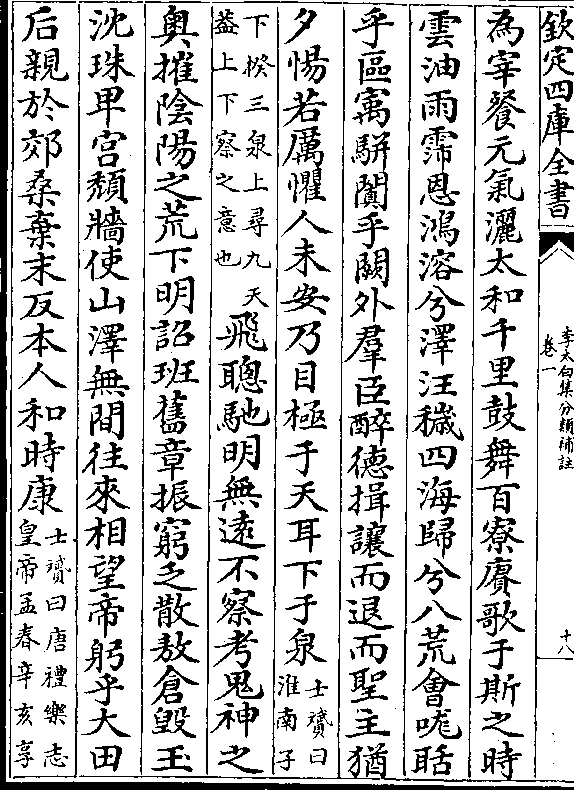 欽定四庫全書
李太白集分類補註
卷一
十八
為宰餐元氣灑太和千里鼓舞百寮賡歌于斯之時
雲油雨霈恩鴻溶兮澤汪穢四海歸兮八荒會哤聒
乎區㝢駢闐乎闕外羣臣醉德揖讓而退而聖主猶
夕惕若厲懼人未安乃目極于天耳下于泉
士贇曰
淮南子
下揆三泉上尋九天
葢上下察之意也
飛聰馳明無遠不察考鬼神之
奥摧陰陽之荒下明詔班舊章振窮乏散敖倉毀玉
沈珠卑宫頽牆使山澤無間往來相望帝躬乎大田
后親於郊桑棄末反本人和時康
士贇曰唐禮樂志
皇帝孟春辛亥享